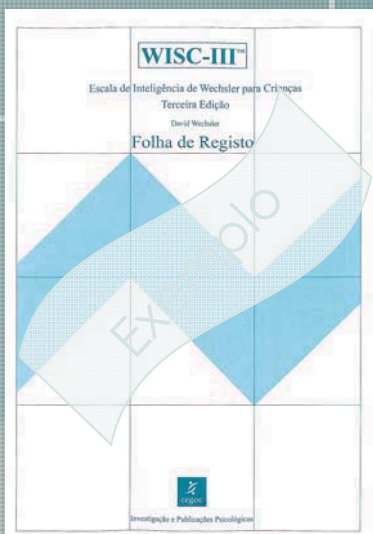 WISC-III™
Escala de Inteligência de Wechsler para Crianças
Terceira Edição
David Wechsler
Folha de Registo
Exemplo
cegoc
Investigação e Publicações Psicológicas